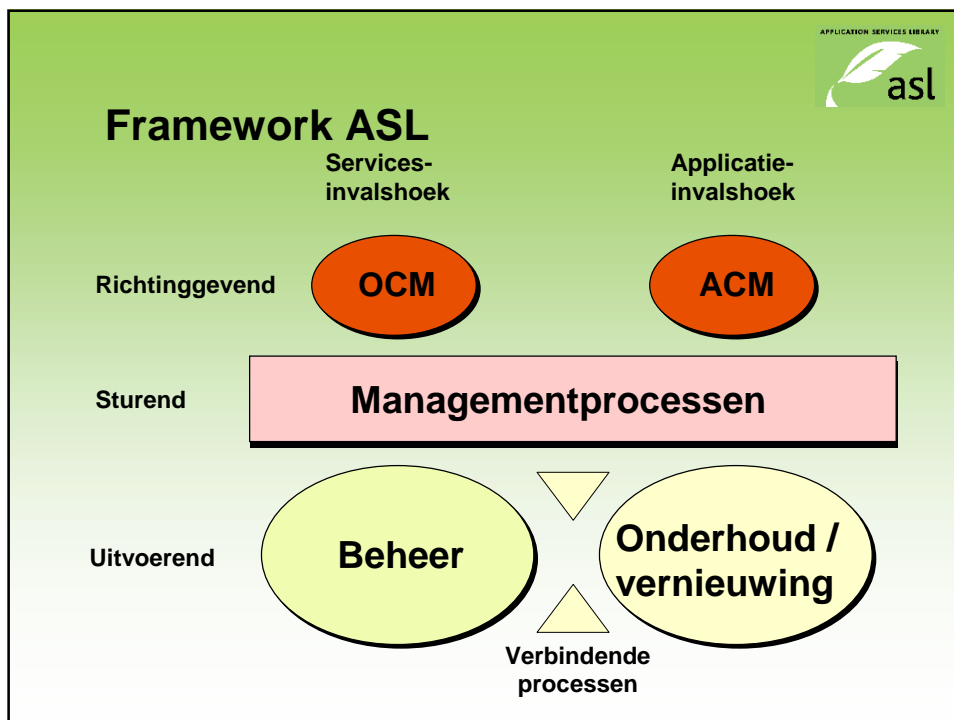 APPLICATION SERVICES LIBRARY
asl
Framework ASL
Services-
invalshoek
Applicatie-
invalshoek
Richtinggevend
OCM
ACM
Sturend
Managementprocessen
Uitvoerend
Beheer
Onderhoud /
vernieuwing
Verbindende
processen